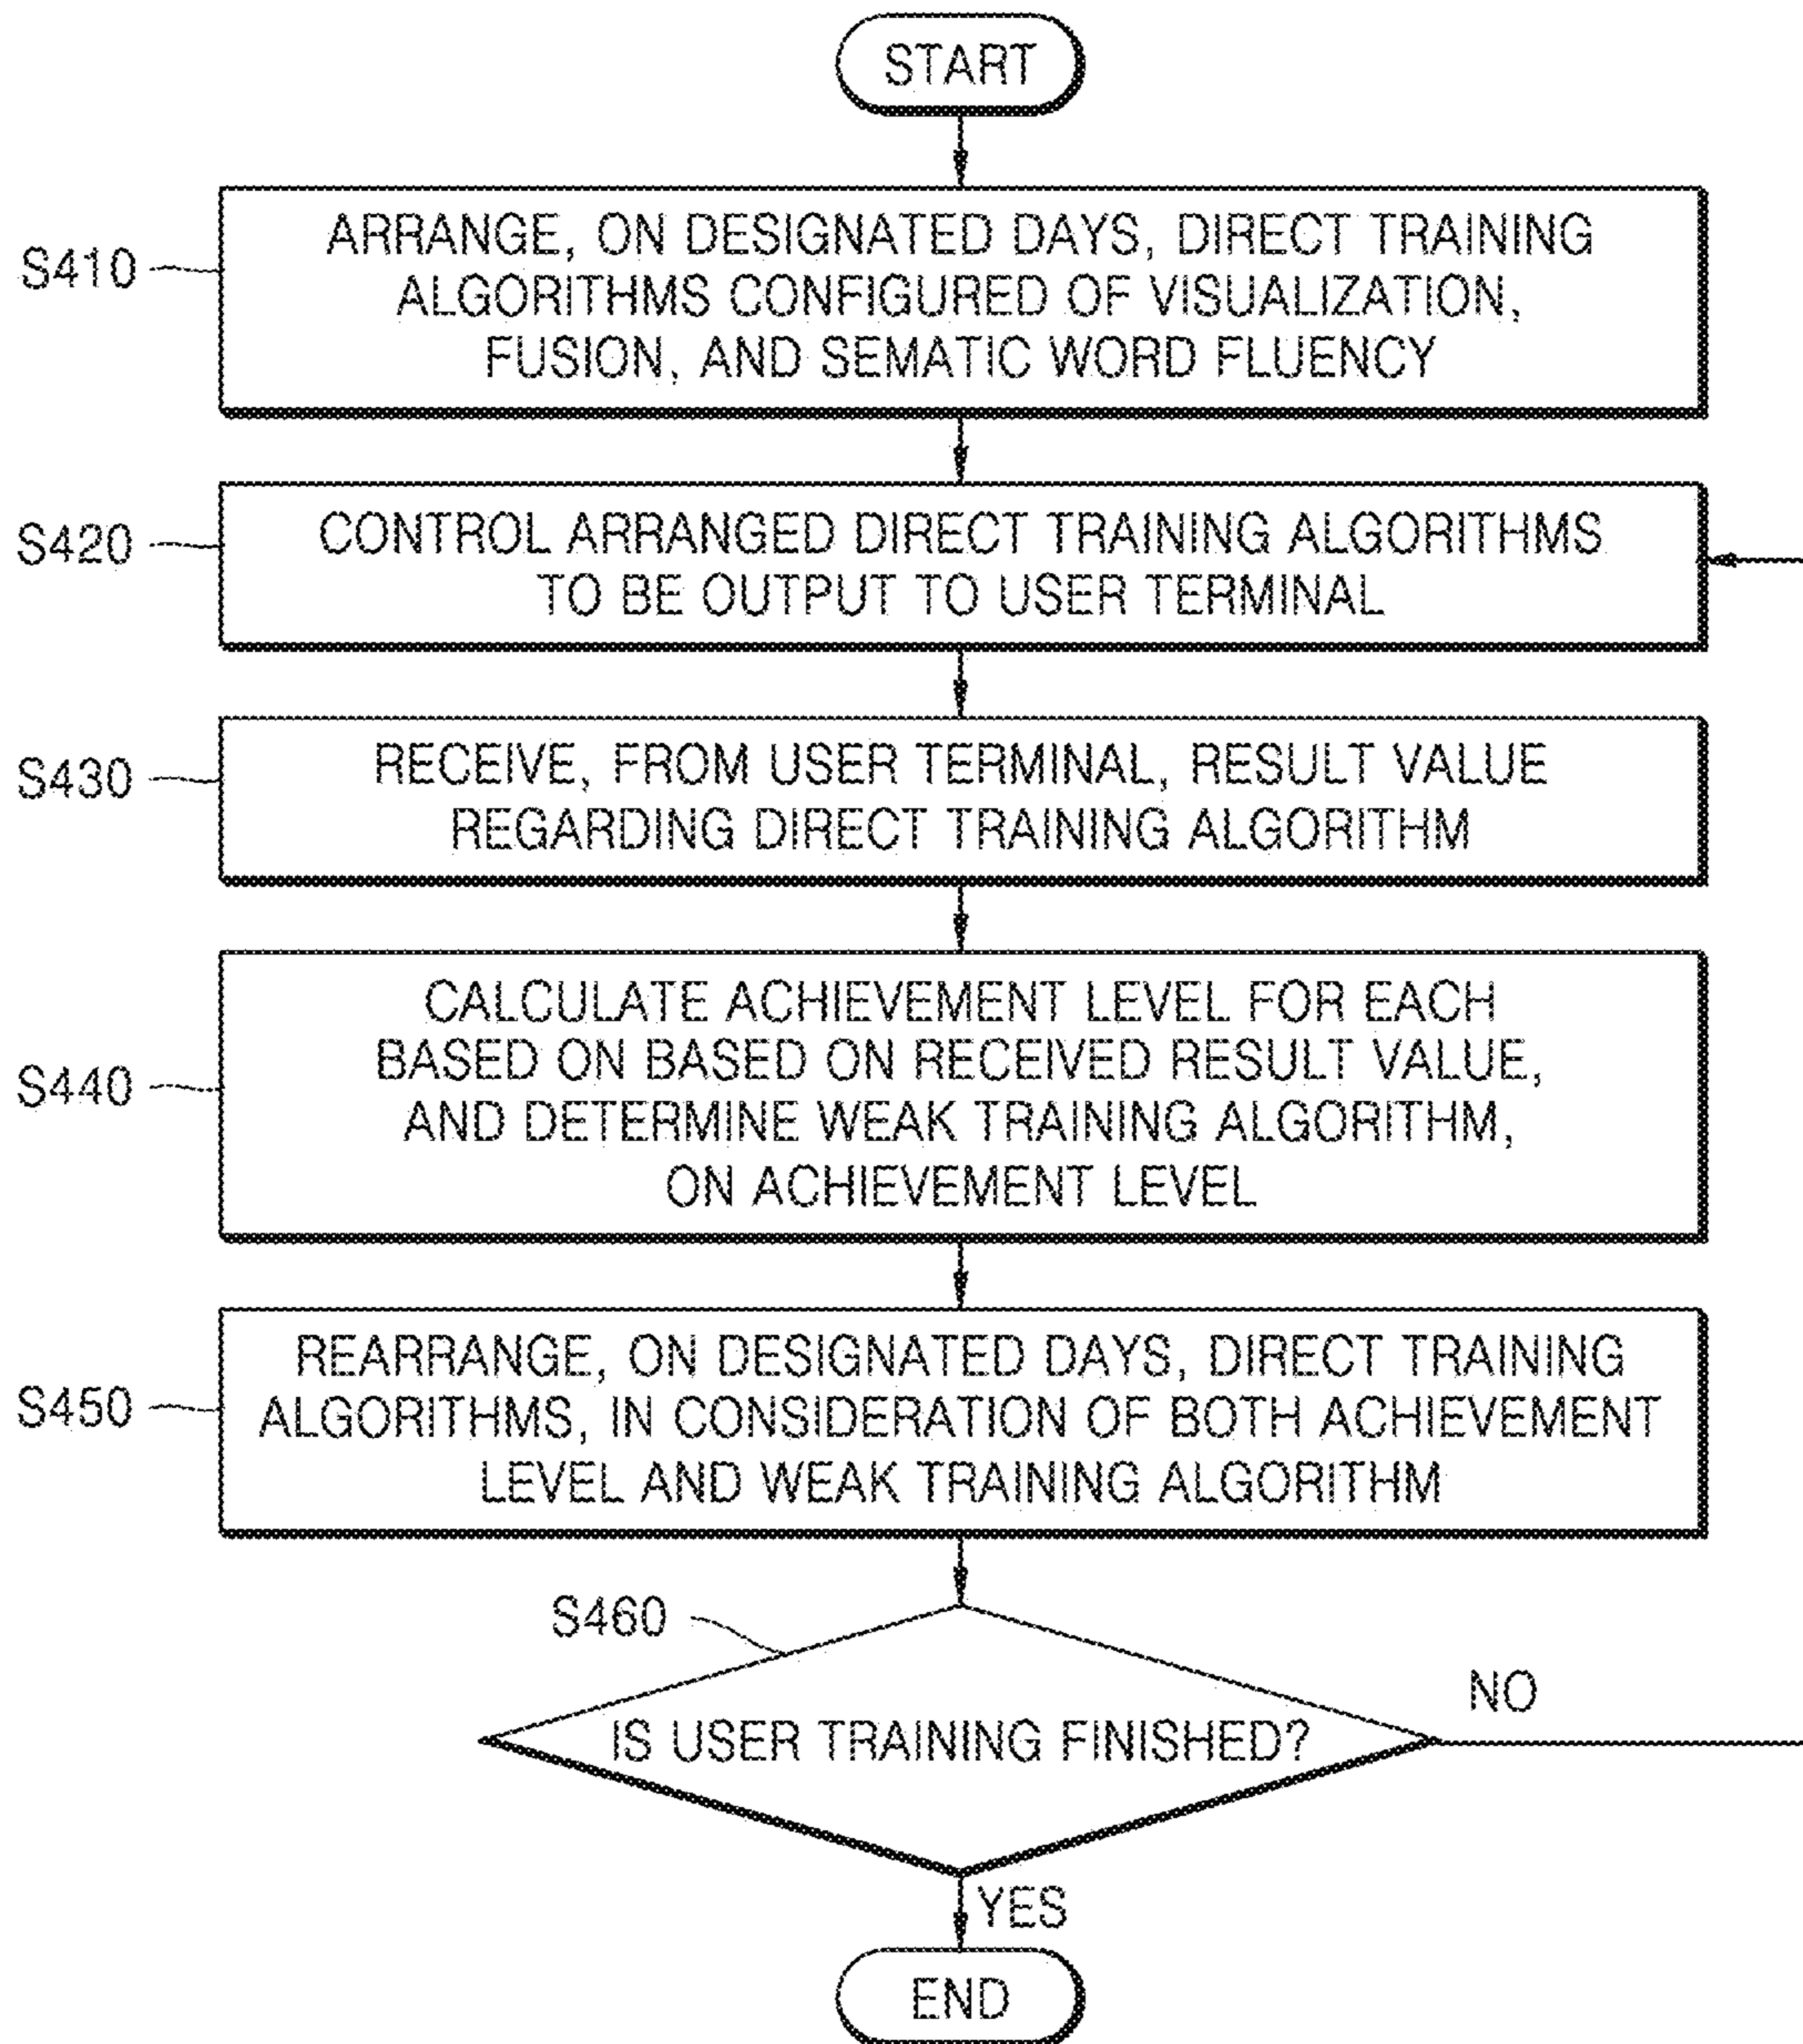 START
S410
ARRANGE, ON DESIGNATED DAYS, DIRECT TRAINING
ALGORITHMS CONFIGURED OF VISUALIZATION,
FUSION, AND SEMATIC WORD FLUENCY
S420
CONTROL ARRANGED DIRECT TRAINING ALGORITHMS
TO BE OUTPUT TO USER TERMINAL
S430
RECEIVE, FROM USER TERMINAL, RESULT VALUE
REGARDING DIRECT TRAINING ALGORITHM
S440
CALCULATE ACHIEVEMENT LEVEL FOR EACH
BASED ON BASED ON RECEIVED RESULT VALUE,
AND DETERMINE WEAK TRAINING ALGORITHM,
ON ACHIEVEMENT LEVEL
S450
REARRANGE, ON DESIGNATED DAYS, DIRECT TRAINING
ALGORITHMS, IN CONSIDERATION OF BOTH ACHIEVEMENT
LEVEL AND WEAK TRAINING ALGORITHM
S460
IS USER TRAINING FINISHED?
NO
YES
END